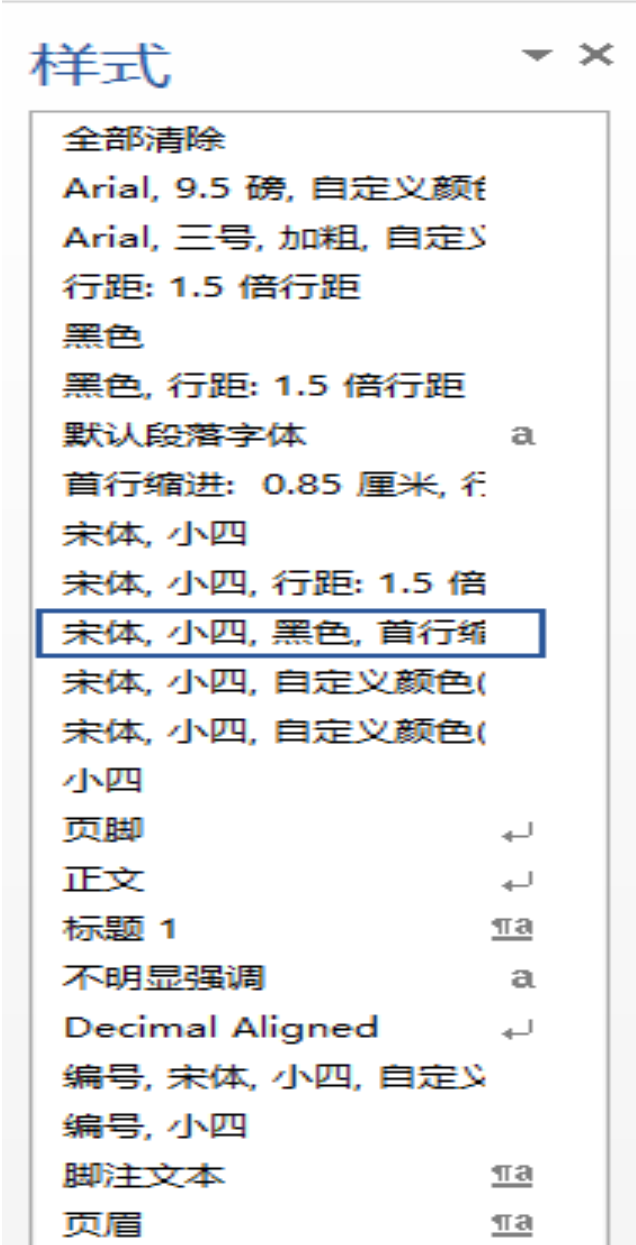 样式
全部清除
Arial, 9.5 磅, 自定义颜色
Arial, 三号, 加粗, 自定义
行距: 1.5 倍行距
黑色
黑色, 行距: 1.5 倍行距
默认段落字体 a
首行缩进: 0.85 厘米, 行
宋体, 小四
宋体, 小四, 行距: 1.5 倍
宋体, 小四, 黑色, 首行缩
宋体, 小四, 自定义颜色(
宋体, 小四, 自定义颜色(
小四
页脚 ↵
正文 ↵
标题 1 ¶a
不明显强调 a
Decimal Aligned ↵
编号, 宋体, 小四, 自定义
编号, 小四
脚注文本 ¶a
页眉 ¶a